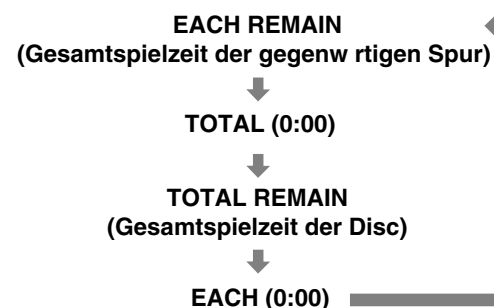 EACH REMAIN
(Gesamtspielzeit der gegenw rtigen Spur)
TOTAL (0:00)
TOTAL REMAIN
(Gesamtspielzeit der Disc)
EACH (0:00)